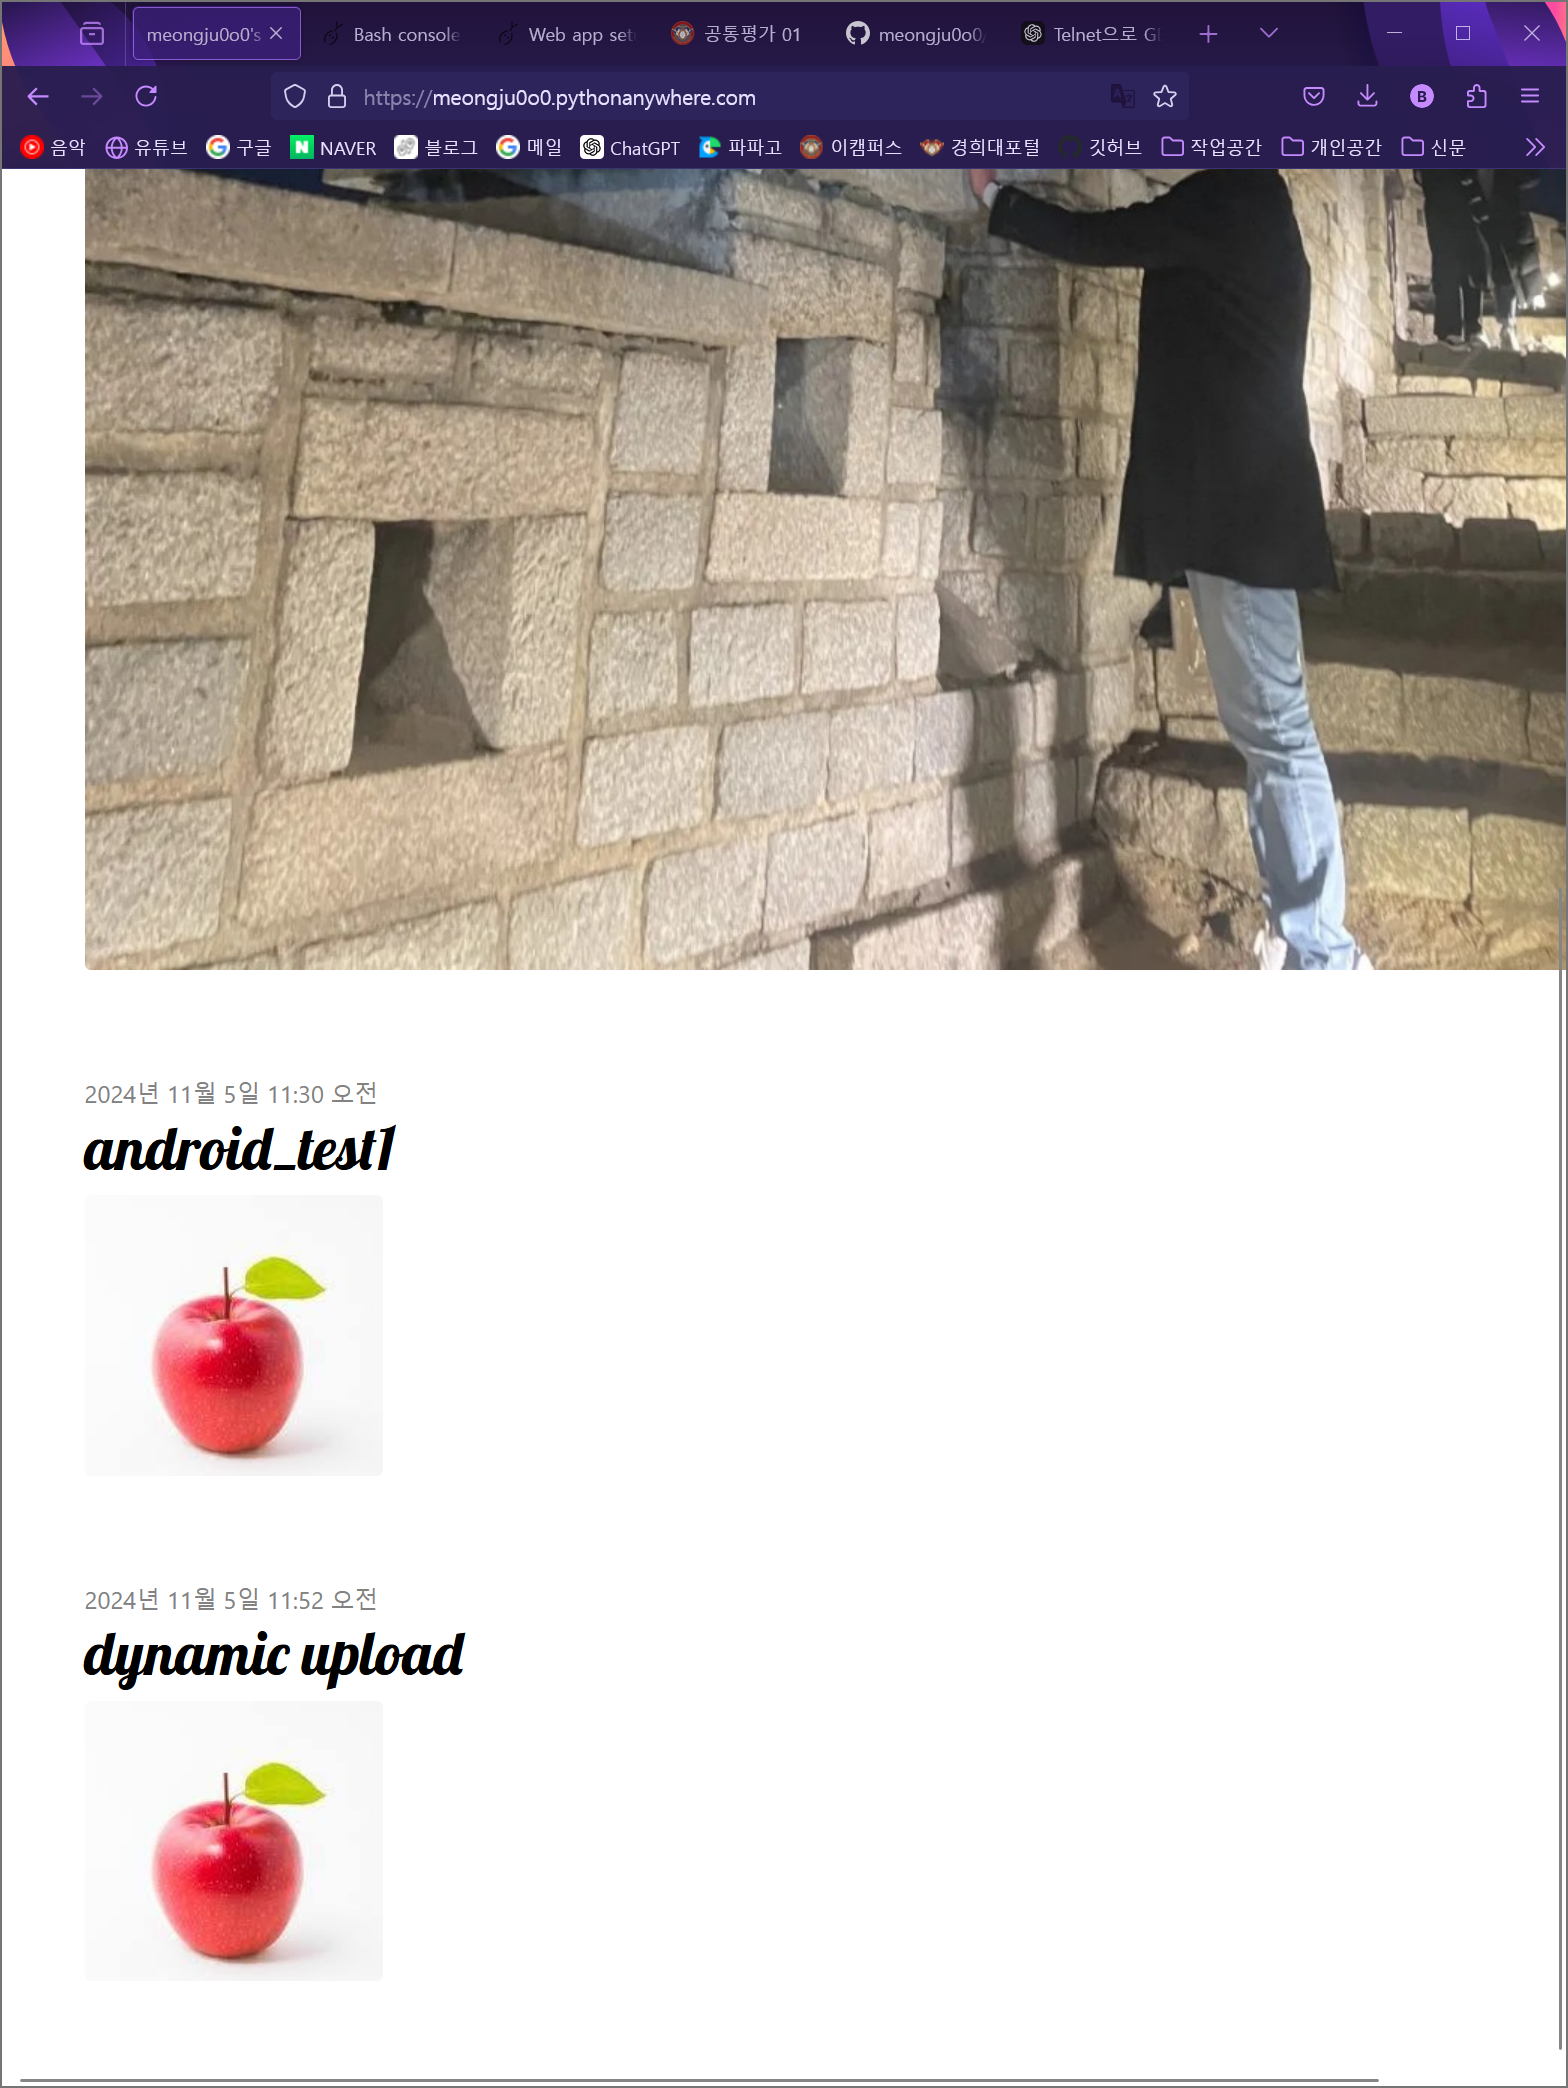 meongju0o0's
Bash console
Web app set
공통평가 01
meongju0o0/
Telnet으로 Gl
https://meongju0o0.pythonanywhere.com
B
음악 유튜브 구글 NAVER 블로그 메일 ChatGPT 파파고 이캠퍼스 경희대포털 깃허브 작업공간 개인공간 신문
2024년 11월 5일 11:30 오전
android_test1
2024년 11월 5일 11:52 오전
dynamic upload